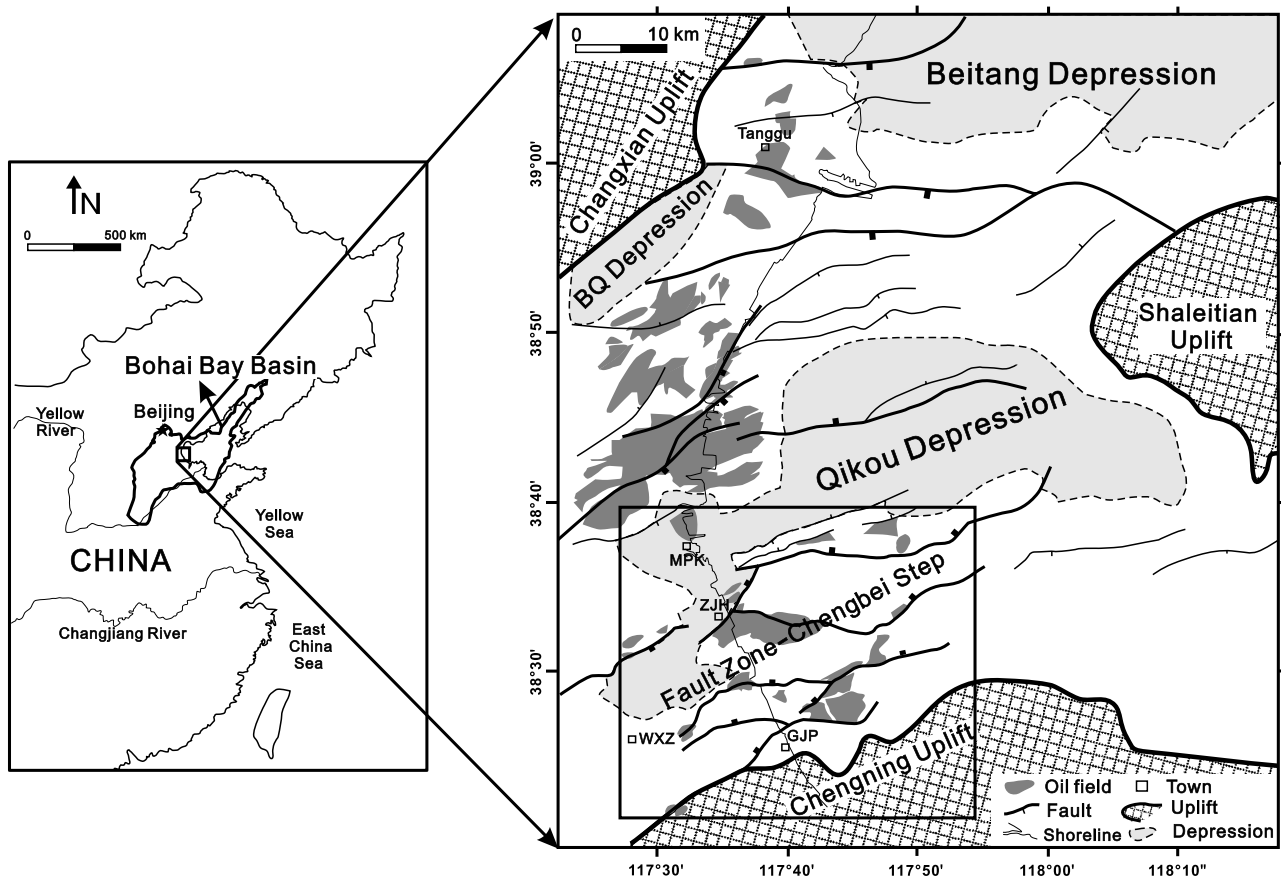 N
0 500 km
Bohai Bay Basin
Beijing
Yellow
River
Yellow
Sea
CHINA
Changjiang River
East
China
Sea
0 10 km
Beitang Depression
Changxian Uplift
Tanggu
BQ Depression
Shaleitian
Uplift
Qikou Depression
MPK
ZJH
Fault Zone-Chengbei Step
WXZ
GJP
Chengning Uplift
Oil field
Town
Fault
Uplift
Shoreline
Depression
39°00'
38°50'
38°40'
38°30'
117°30'
117°40'
117°50'
118°00'
118°10"